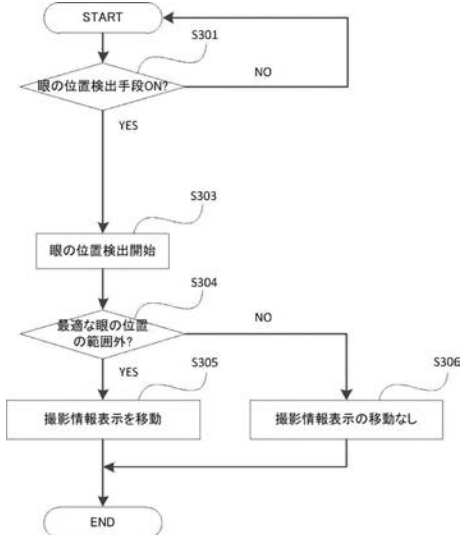 START
S301
眼の位置検出手段ON?
NO
YES
S303
眼の位置検出開始
S304
最適な眼の位置
の範囲外?
NO
YES
S305
S306
撮影情報表示を移動
撮影情報表示の移動なし
END